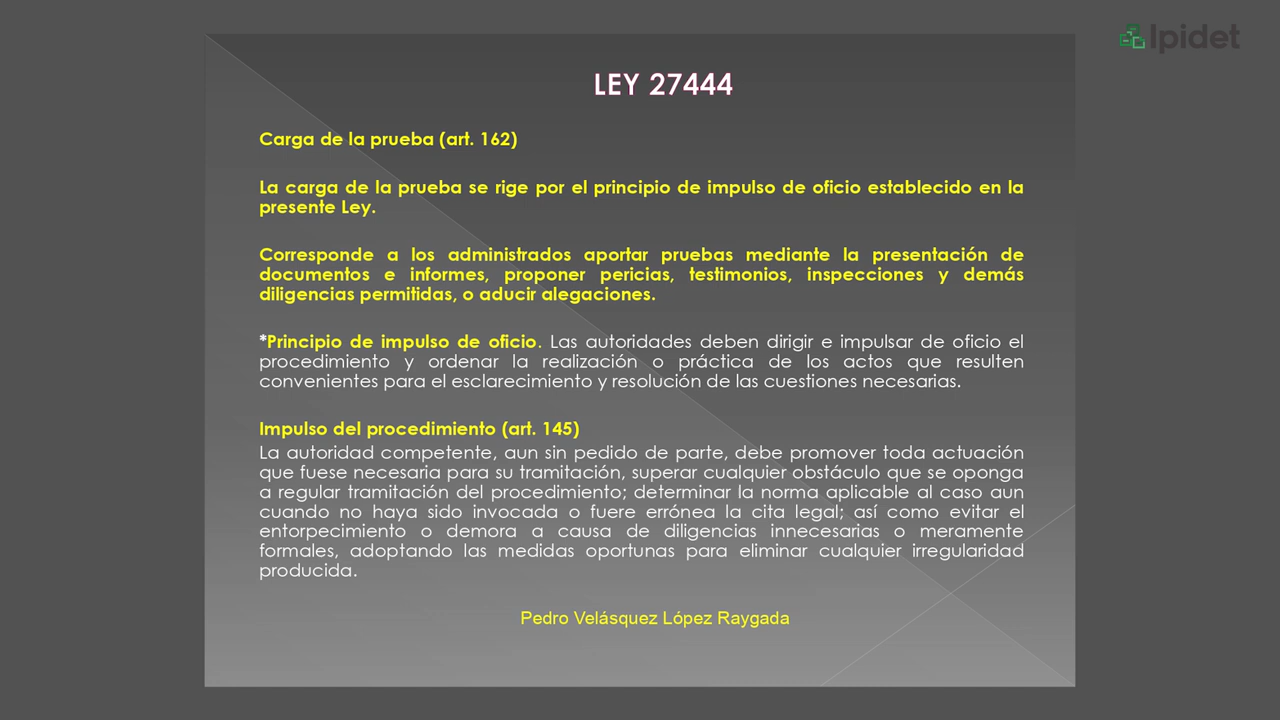 Ipidet
LEY 27444
Carga de la prueba (art. 162)
La carga de la prueba se rige por el principio de impulso de oficio establecido en la
presente Ley.
Corresponde a los administrados aportar pruebas mediante la presentación de
documentos e informes, proponer pericias, testimonios, inspecciones y demás
diligencias permitidas, o aducir alegaciones.
*Principio de impulso de oficio. Las autoridades deben dirigir e impulsar de oficio el
procedimiento y ordenar la realización o práctica de los actos que resulten
convenientes para el esclarecimiento y resolución de las cuestiones necesarias.
Impulso del procedimiento (art. 145)
La autoridad competente, aun sin pedido de parte, debe promover toda actuación
que fuese necesaria para su tramitación, superar cualquier obstáculo que se oponga
a regular tramitación del procedimiento; determinar la norma aplicable al caso aun
cuando no haya sido invocada o fuere errónea la cita legal; así como evitar el
entorpecimiento o demora a causa de diligencias innecesarias o meramente
formales, adoptando las medidas oportunas para eliminar cualquier irregularidad
producida.
Pedro Velásquez López Raygada